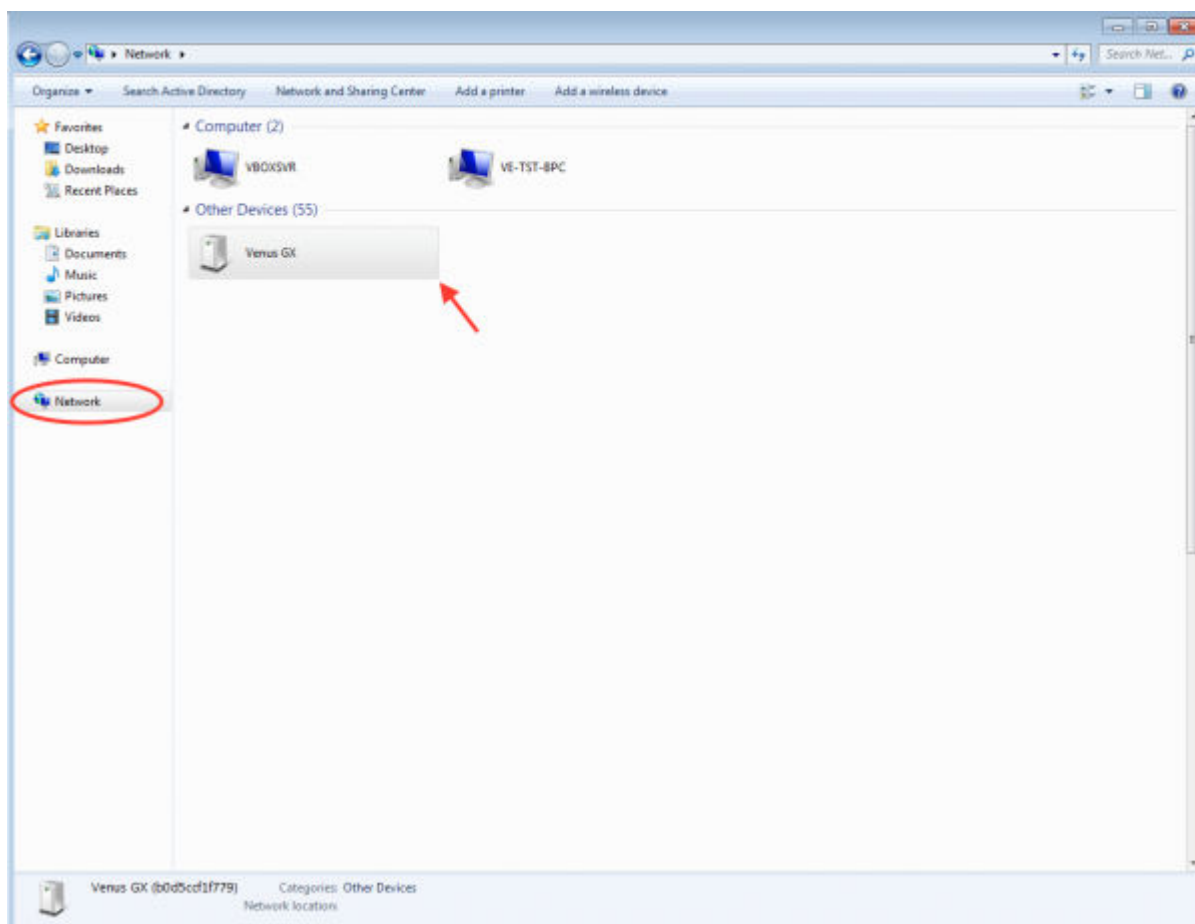 Network
Search Net...
Organize Search Active Directory Network and Sharing Center Add a printer Add a wireless device
Favorites
Desktop
Downloads
Recent Places
Libraries
Documents
Music
Pictures
Videos
Computer
Network
Computer (2)
VBOXSVR VE-TST-BPC
Other Devices (55)
Venus GX
Venus GX (b0d5ccf1f779) Categories: Other Devices
Network location